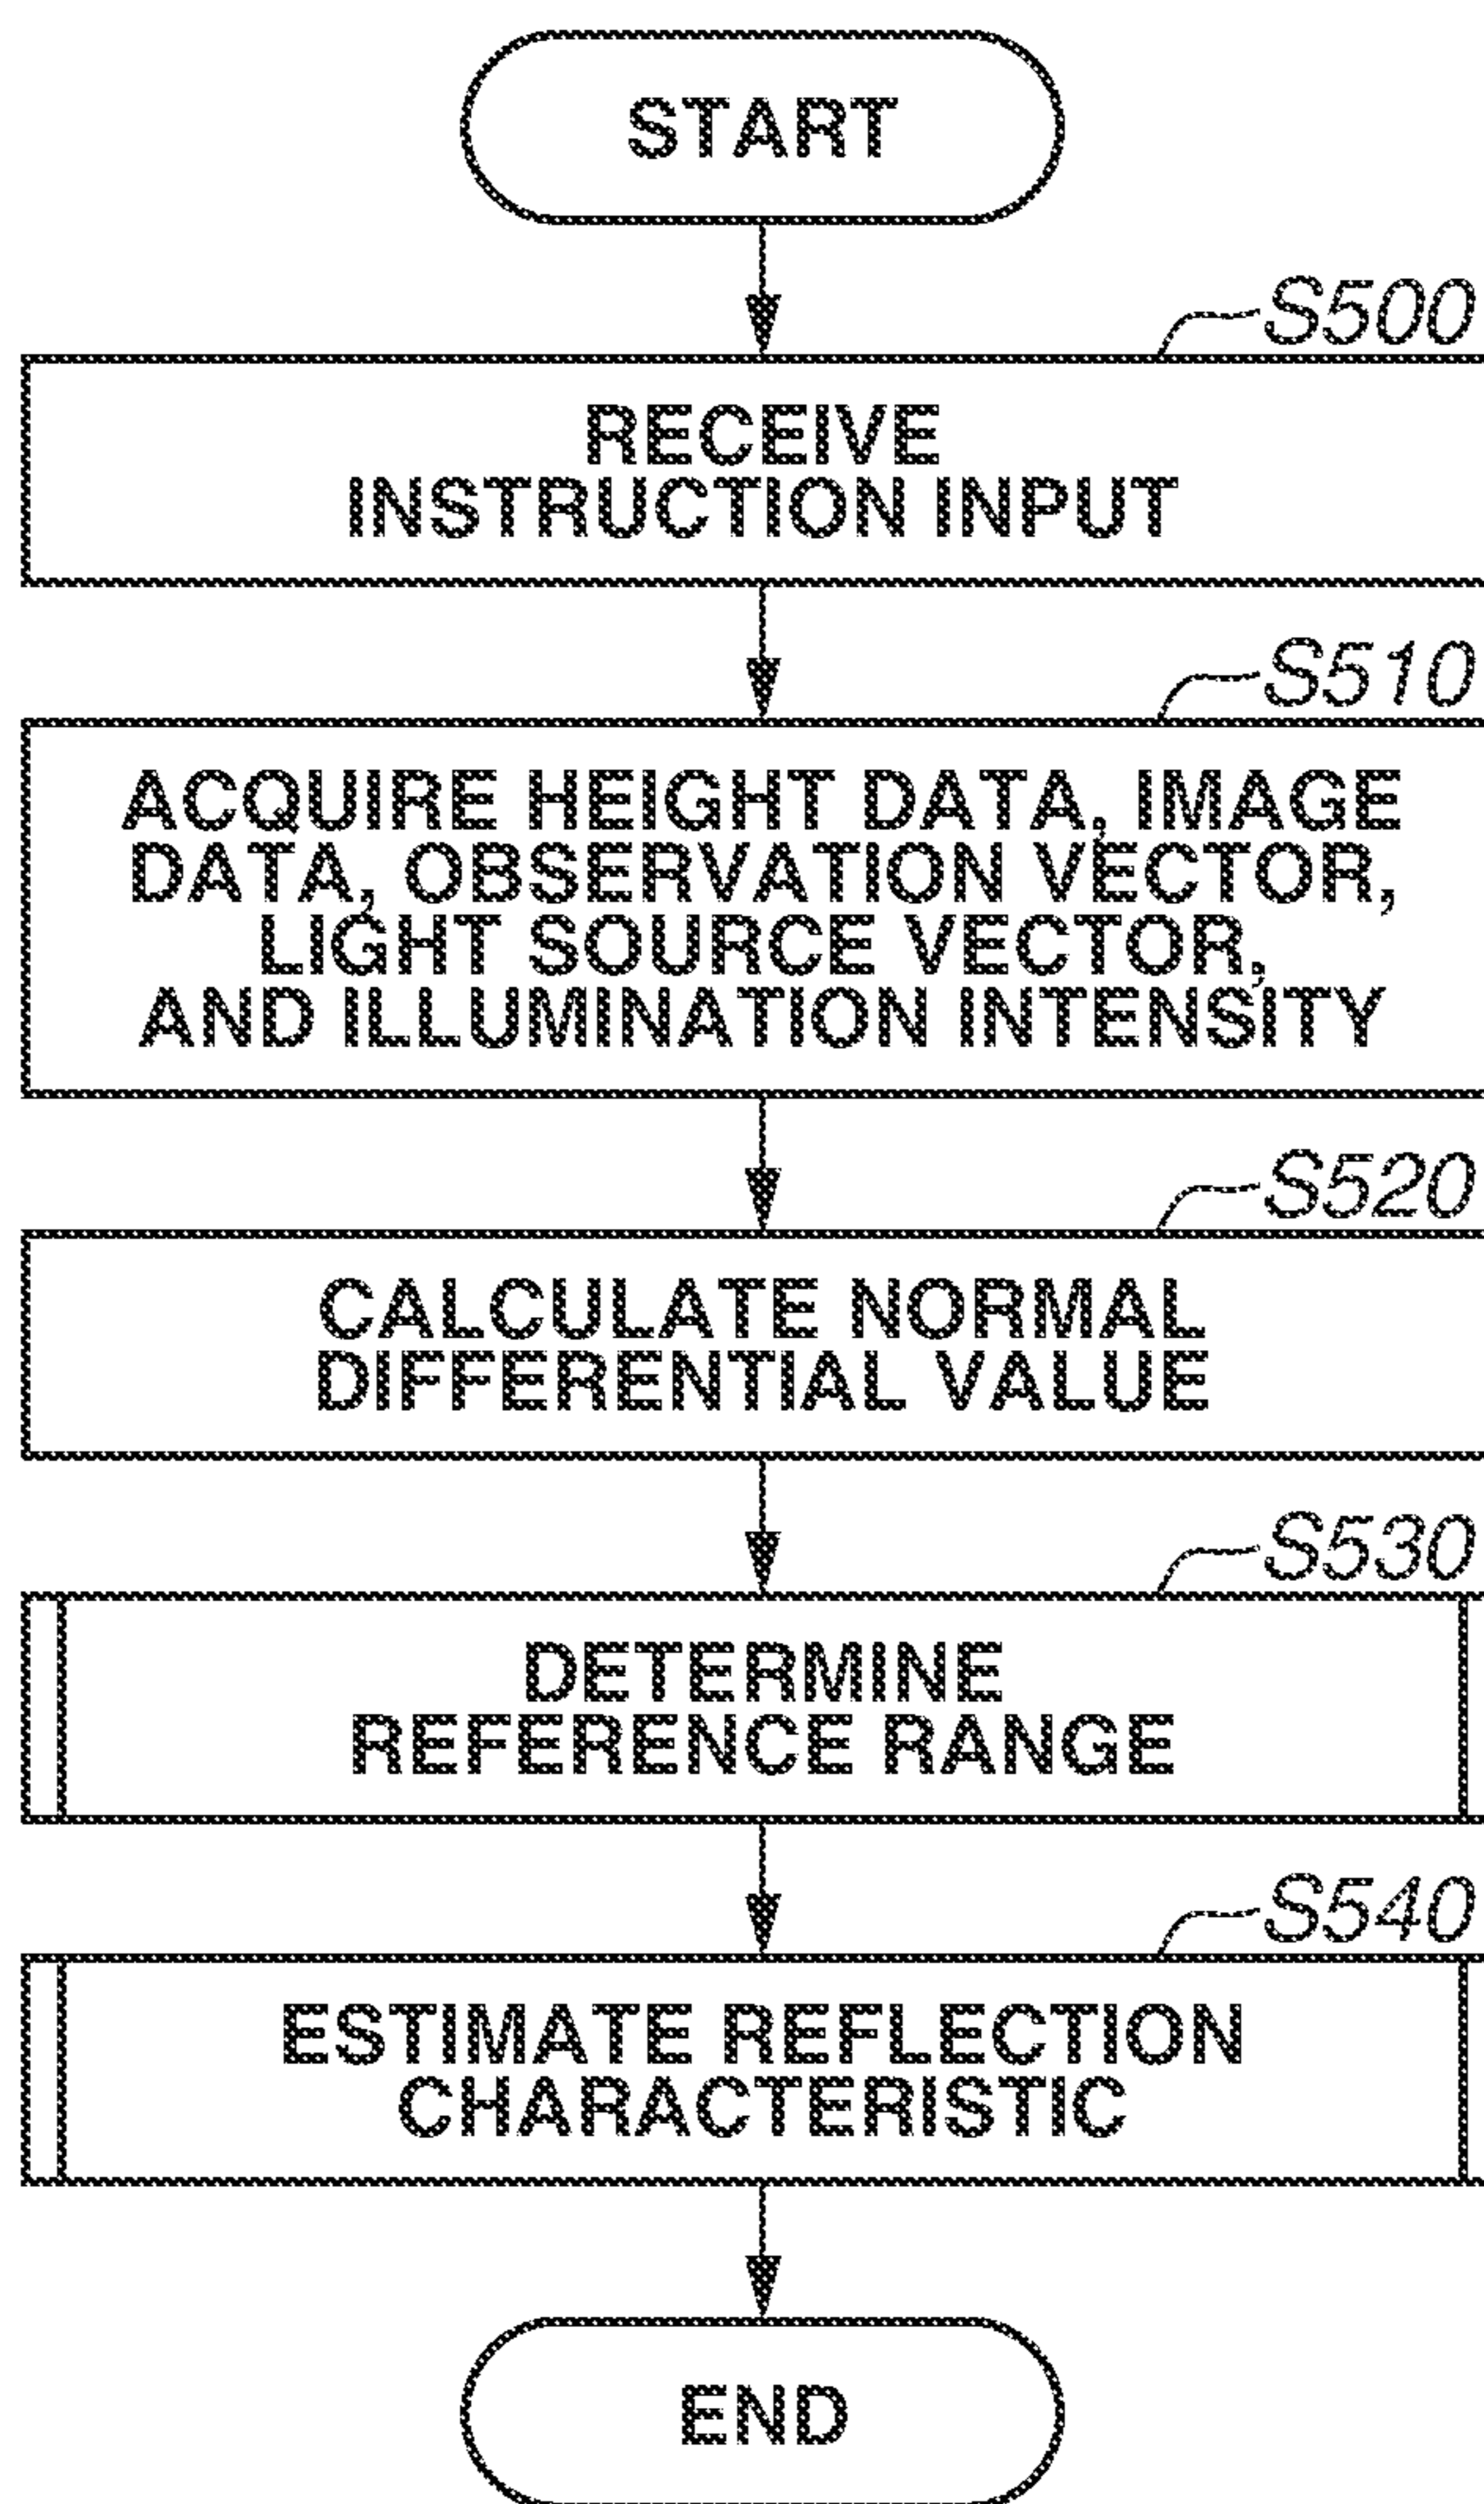 START
S500
RECEIVE
INSTRUCTION INPUT
S510
ACQUIRE HEIGHT DATA, IMAGE
DATA, OBSERVATION VECTOR,
LIGHT SOURCE VECTOR,
AND ILLUMINATION INTENSITY
S520
CALCULATE NORMAL
DIFFERENTIAL VALUE
S530
DETERMINE
REFERENCE RANGE
S540
ESTIMATE REFLECTION
CHARACTERISTIC
END